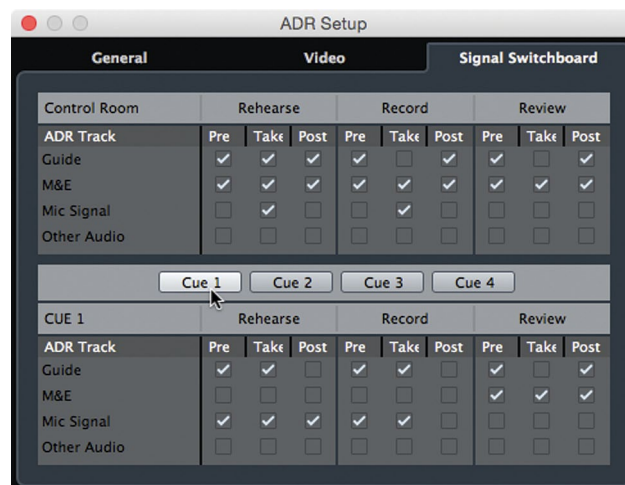 ADR Setup
General Video Signal Switchboard
Control Room Rehearse Record Review
ADR Track Pre Take Post Pre Take Post Pre Take Post
Guide
M&E
Mic Signal
Other Audio
Cue 1 Cue 2 Cue 3 Cue 4
CUE 1 Rehearse Record Review
ADR Track Pre Take Post Pre Take Post Pre Take Post
Guide
M&E
Mic Signal
Other Audio